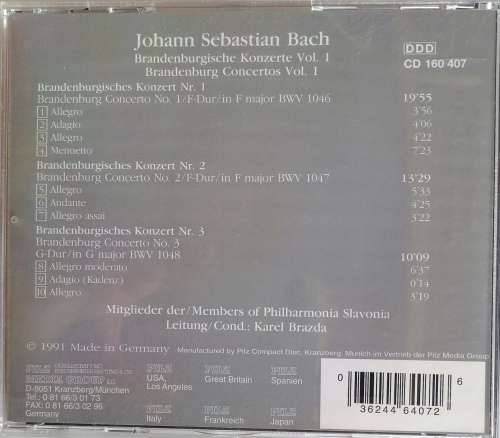 Johann Sebastian Bach
Brandenburgische Konzerte Vol. 1
Brandenburg Concertos Vol. 1
DDD
CD 160 407
Brandenburgisches Konzert Nr. 1
Brandenburg Concerto No. 1/F-Dur/in F major BWV 1046 19'55
1 Allegro 3'56
2 Adagio 4'06
3 Allegro 4'22
4 Menuetto 7'23
Brandenburgisches Konzert Nr. 2
Brandenburg Concerto No. 2/F-Dur/in F major BWV 1047 13'29
5 Allegro 5'33
6 Andante 4'25
7 Allegro assai 3'22
Brandenburgisches Konzert Nr. 3
Brandenburg Concerto No. 3
G-Dur/in G major BWV 1048 10'09
8 Allegro moderato 6'37
9 Adagio (Kadenz) 0'14
10 Allegro 3'19
Mitglieder der/Members of Philharmonia Slavonia
Leitung/Cond.: Karel Brazda
© 1991 Made in Germany Manufactured by Pilz Compact Disc, Kranzberg. Munich im Vertrieb der Pilz Media Group
PILZ
MEDIA GROUP
D-8051 Kranzberg/München
Tel.: 0 81 66/3 01 73
FAX: 0 81 66/3 02 96
Germany
PILZ
USA,
Los Angeles
PILZ
Great Britain
PILZ
Spanien
PILZ
Italy
PILZ
Frankreich
PILZ
Japan
0 36244 64072 6